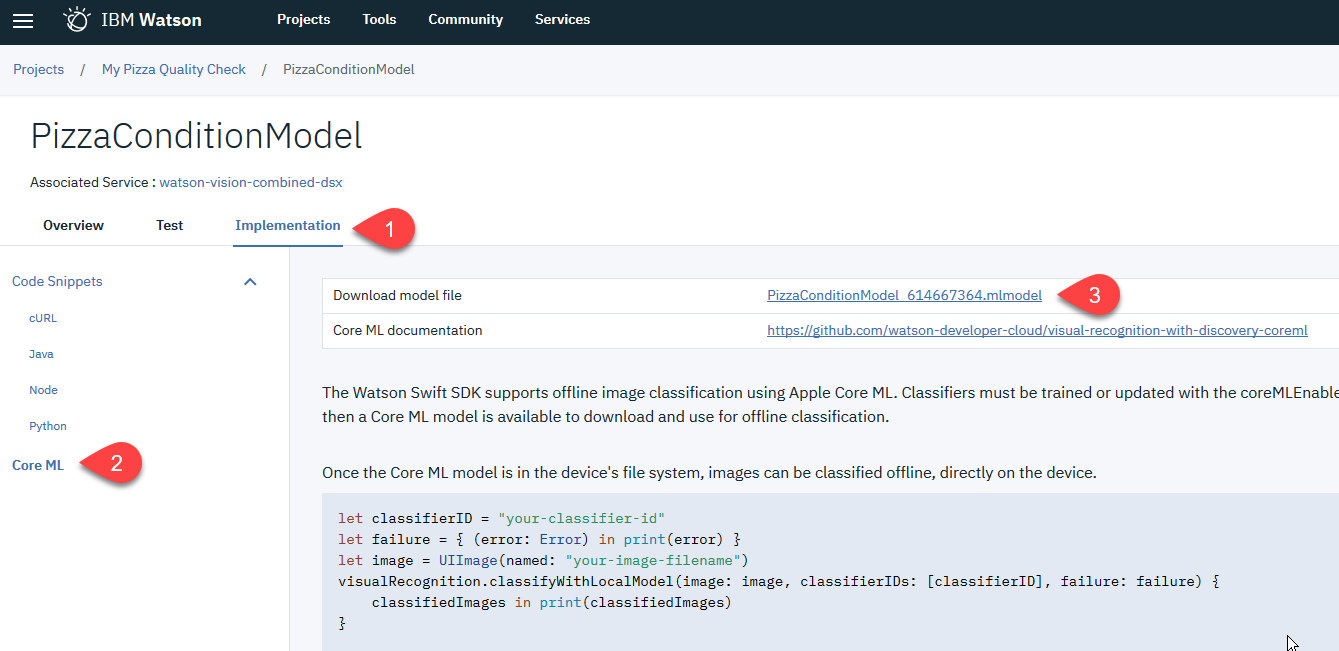 IBM Watson Projects Tools Community Services
Projects / My Pizza Quality Check / PizzaConditionModel
PizzaConditionModel
Associated Service : watson-vision-combined-dsx
Overview Test Implementation 1
Code Snippets
cURL
Java
Node
Python
Core ML 2
Download model file PizzaConditionModel_614667364.mlmodel 3
Core ML documentation https://github.com/watson-developer-cloud/visual-recognition-with-discovery-coreml
The Watson Swift SDK supports offline image classification using Apple Core ML. Classifiers must be trained or updated with the coreMLEnable
then a Core ML model is available to download and use for offline classification.
Once the Core ML model is in the device's file system, images can be classified offline, directly on the device.
let classifierID = "your-classifier-id"
let failure = { (error: Error) in print(error) }
let image = UIImage(named: "your-image-filename")
visualRecognition.classifyWithLocalModel(image: image, classifierIDs: [classifierID], failure: failure) {
    classifiedImages in print(classifiedImages)
}